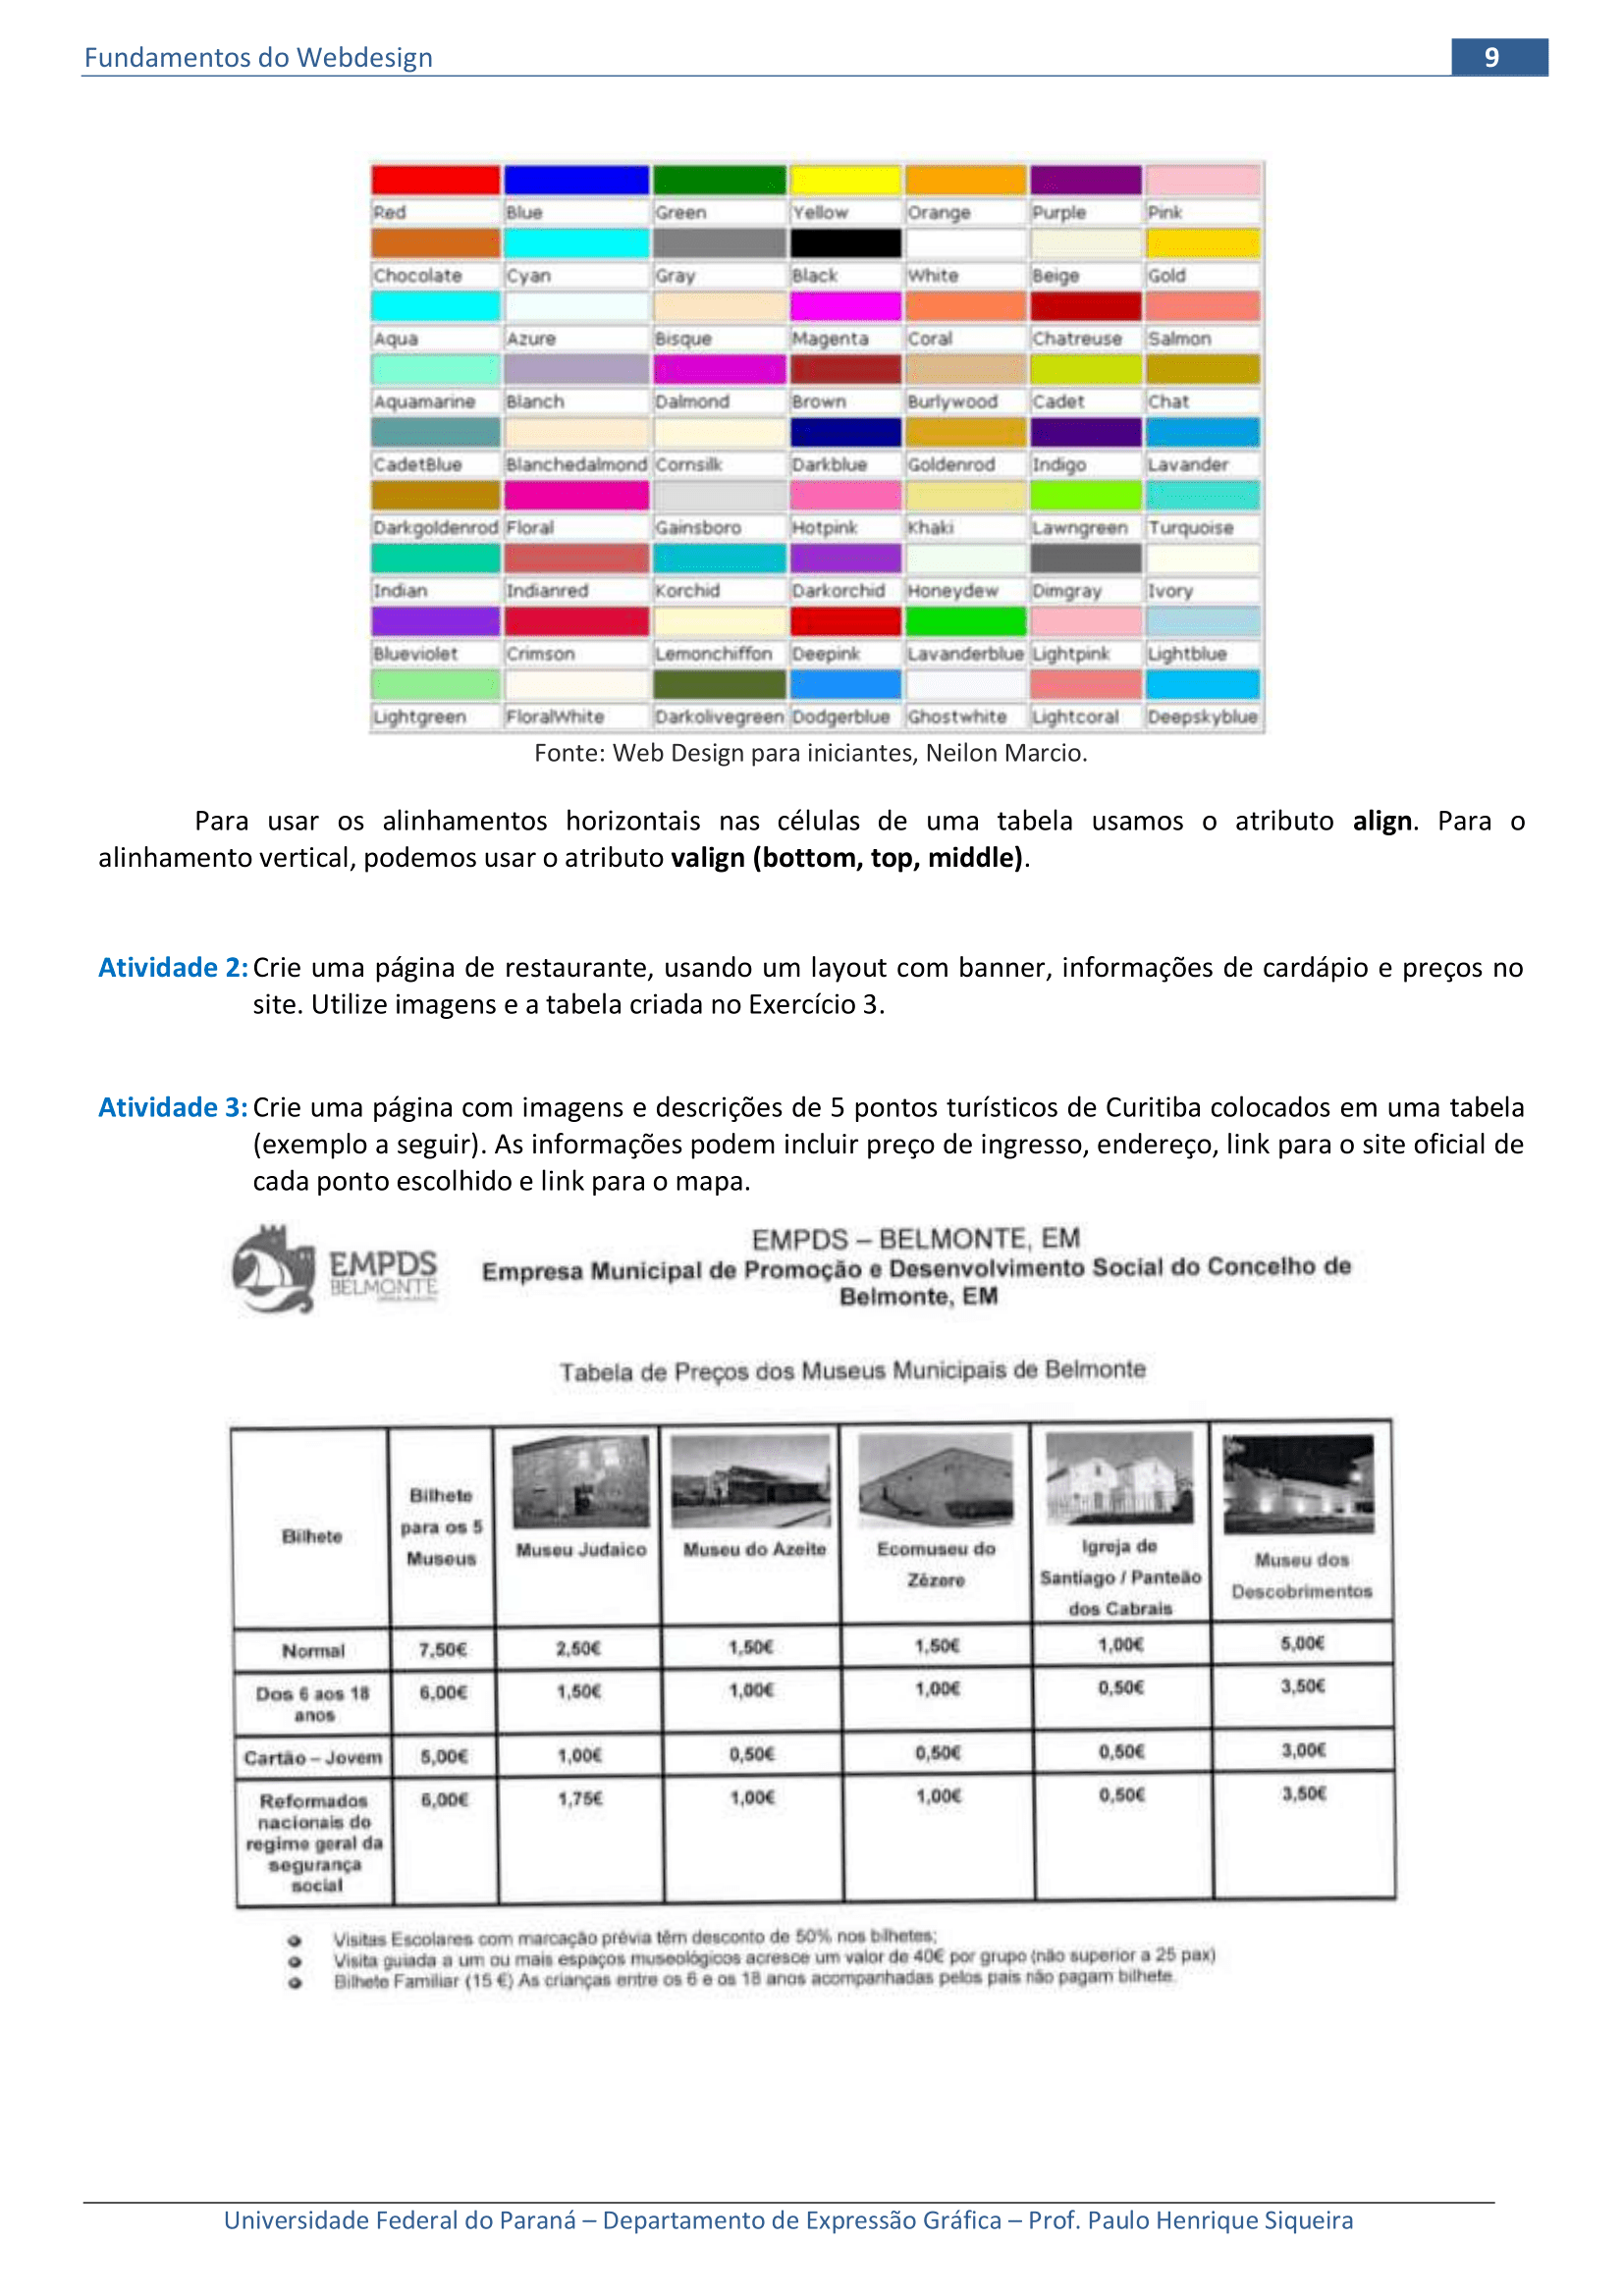 Fundamentos do Webdesign 9
Red Blue Green Yellow Orange Purple Pink
Chocolate Cyan Gray Black White Beige Gold
Aqua Azure Bisque Magenta Coral Chatreuse Salmon
Aquamarine Blanch Dalmond Brown Burlywood Cadet Chat
CadetBlue Blanchedalmond Cornsilk Darkblue Goldenrod Indigo Lavander
Darkgoldenrod Floral Gainsboro Hotpink Khaki Lawngreen Turquoise
Indian Indianred Korchid Darkorchid Honeydew Dimgray Ivory
Blueviolet Crimson Lemonchiffon Deepink Lavanderblue Lightpink Lightblue
Lightgreen FloralWhite Darkolivegreen Dodgerblue Ghostwhite Lightcoral Deepskyblue
Fonte: Web Design para iniciantes, Neilon Marcio.
Para usar os alinhamentos horizontais nas células de uma tabela usamos o atributo align. Para o
alinhamento vertical, podemos usar o atributo valign (bottom, top, middle).
Atividade 2: Crie uma página de restaurante, usando um layout com banner, informações de cardápio e preços no
site. Utilize imagens e a tabela criada no Exercício 3.
Atividade 3: Crie uma página com imagens e descrições de 5 pontos turísticos de Curitiba colocados em uma tabela
(exemplo a seguir). As informações podem incluir preço de ingresso, endereço, link para o site oficial de
cada ponto escolhido e link para o mapa.
EMPDS
BELMONTE
EMPDS – BELMONTE, EM
Empresa Municipal de Promoção e Desenvolvimento Social do Concelho de
Belmonte, EM
Tabela de Preços dos Museus Municipais de Belmonte
Bilhete
Bilhete
para os 5
Museus
Museu Judaico
Museu do Azeite
Ecomuseu do
Zêzere
Igreja de
Santiago / Panteão
dos Cabrais
Museu dos
Descobrimentos
Normal 7,50€ 2,50€ 1,50€ 1,50€ 1,00€ 5,00€
Dos 6 aos 18 6,00€ 1,50€ 1,00€ 1,00€ 0,50€ 3,50€
anos
Cartão – Jovem 5,00€ 1,00€ 0,50€ 0,50€ 0,50€ 3,00€
Reformados 6,00€ 1,75€ 1,00€ 1,00€ 0,50€ 3,50€
nacionais do
regime geral da
segurança
social
Visitas Escolares com marcação prévia têm desconto de 50% nos bilhetes;
Visita guiada a um ou mais espaços museológicos acresce um valor de 40€ por grupo (não superior a 25 pax)
Bilhete Familiar (15 €) As crianças entre os 6 e os 18 anos acompanhadas pelos pais não pagam bilhete.
Universidade Federal do Paraná – Departamento de Expressão Gráfica – Prof. Paulo Henrique Siqueira